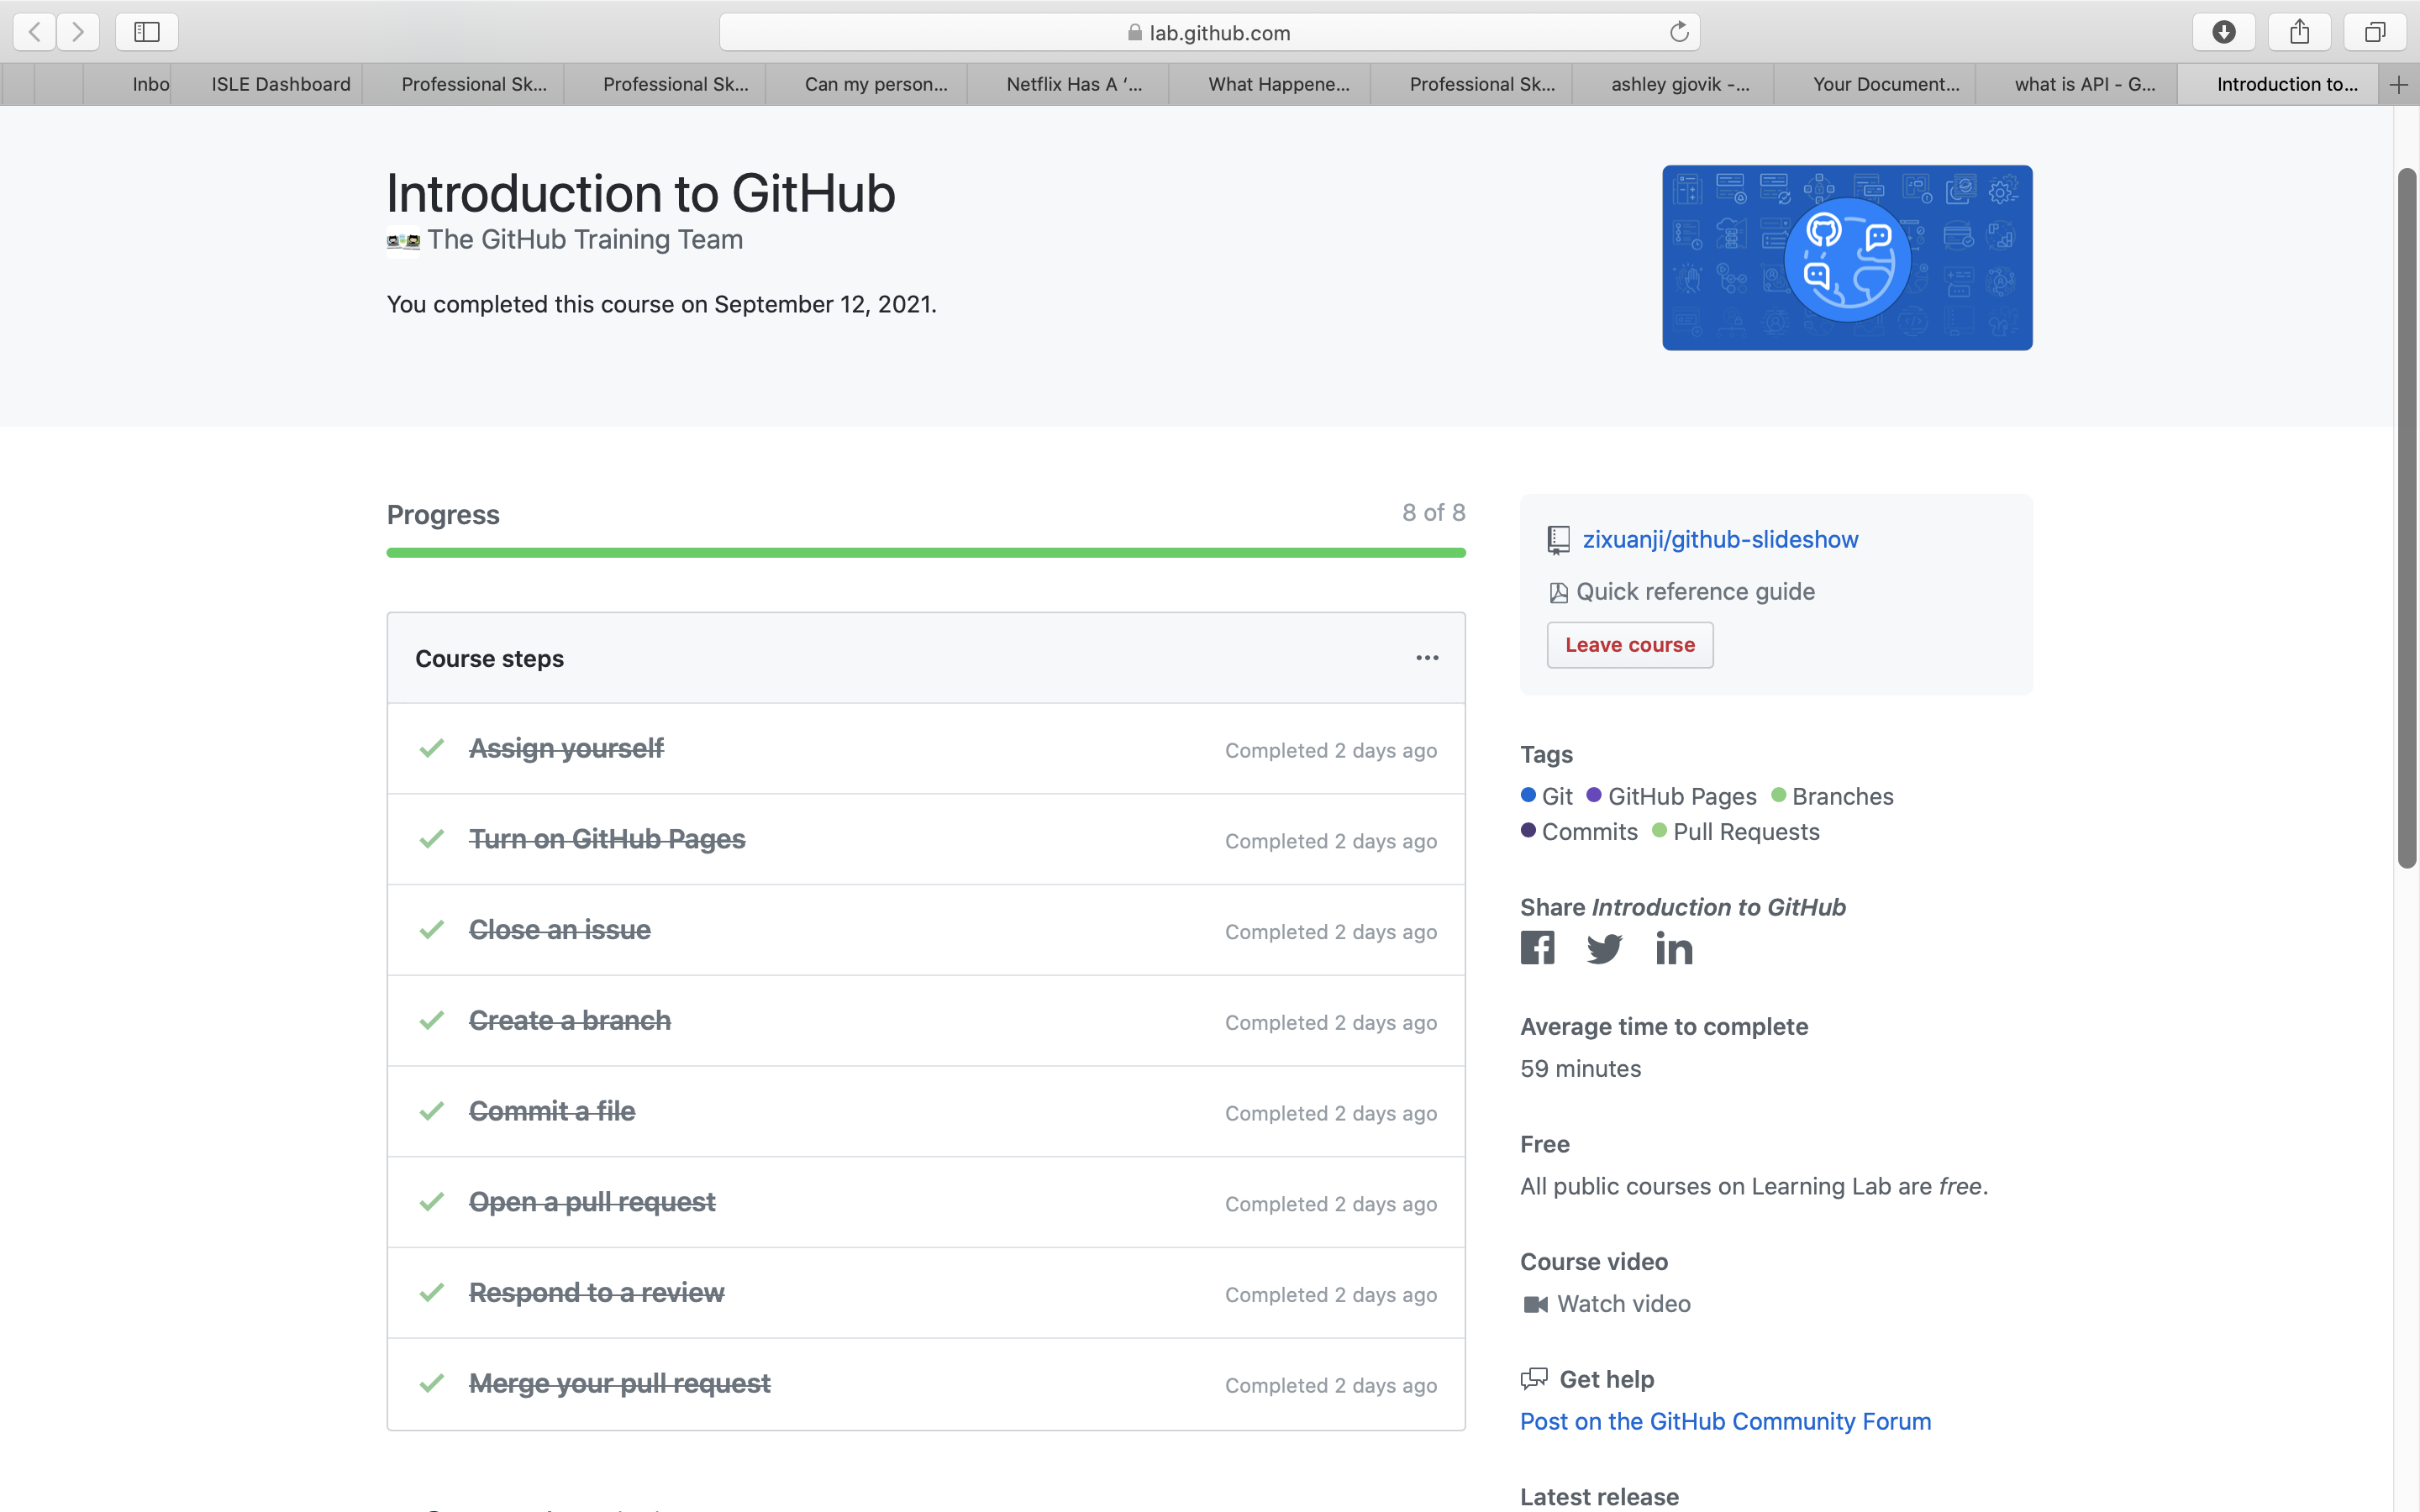 lab.github.com
Inbo
ISLE Dashboard
Professional Sk...
Professional Sk...
Can my person...
Netflix Has A ‘...
What Happene...
Professional Sk...
ashley gjovik -...
Your Document...
what is API - G...
Introduction to...
Introduction to GitHub
The GitHub Training Team
You completed this course on September 12, 2021.
Progress
8 of 8
Course steps
Assign yourself
Completed 2 days ago
Turn on GitHub Pages
Completed 2 days ago
Close an issue
Completed 2 days ago
Create a branch
Completed 2 days ago
Commit a file
Completed 2 days ago
Open a pull request
Completed 2 days ago
Respond to a review
Completed 2 days ago
Merge your pull request
Completed 2 days ago
zixuanji/github-slideshow
Quick reference guide
Leave course
Tags
Git GitHub Pages Branches
Commits Pull Requests
Share Introduction to GitHub
Average time to complete
59 minutes
Free
All public courses on Learning Lab are free.
Course video
Watch video
Get help
Post on the GitHub Community Forum
Latest release